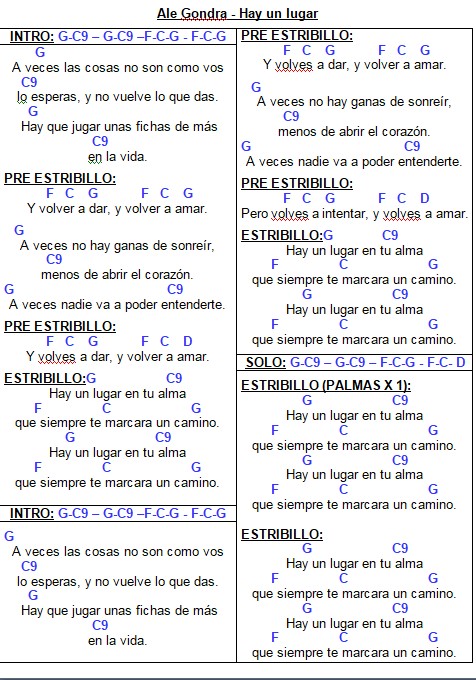 Ale Gondra - Hay un lugar
INTRO: G-C9 – G-C9 –F-C-G - F-C-G
G
A veces las cosas no son como vos
C9
lo esperas, y no vuelve lo que das.
G
Hay que jugar unas fichas de más
C9
en la vida.
PRE ESTRIBILLO:
F C G F C G
Y volver a dar, y volver a amar.
G
A veces no hay ganas de sonreír,
C9
menos de abrir el corazón.
G C9
A veces nadie va a poder entenderte.
PRE ESTRIBILLO:
F C G F C D
Y volves a dar, y volver a amar.
ESTRIBILLO:G C9
Hay un lugar en tu alma
F C G
que siempre te marcara un camino.
G C9
Hay un lugar en tu alma
F C G
que siempre te marcara un camino.
INTRO: G-C9 – G-C9 –F-C-G - F-C-G
G
A veces las cosas no son como vos
C9
lo esperas, y no vuelve lo que das.
G
Hay que jugar unas fichas de más
C9
en la vida.
PRE ESTRIBILLO:
F C G F C G
Y volves a dar, y volver a amar.
G
A veces no hay ganas de sonreír,
C9
menos de abrir el corazón.
G C9
A veces nadie va a poder entenderte.
PRE ESTRIBILLO:
F C G F C D
Pero volves a intentar, y volves a amar.
ESTRIBILLO:G C9
Hay un lugar en tu alma
F C G
que siempre te marcara un camino.
G C9
Hay un lugar en tu alma
F C G
que siempre te marcara un camino.
SOLO: G-C9 – G-C9 – F-C-G - F-C- D
ESTRIBILLO (PALMAS X 1):
G C9
Hay un lugar en tu alma
F C G
que siempre te marcara un camino.
G C9
Hay un lugar en tu alma
F C G
que siempre te marcara un camino.
ESTRIBILLO:
G C9
Hay un lugar en tu alma
F C G
que siempre te marcara un camino.
G C9
Hay un lugar en tu alma
F C G
que siempre te marcara un camino.